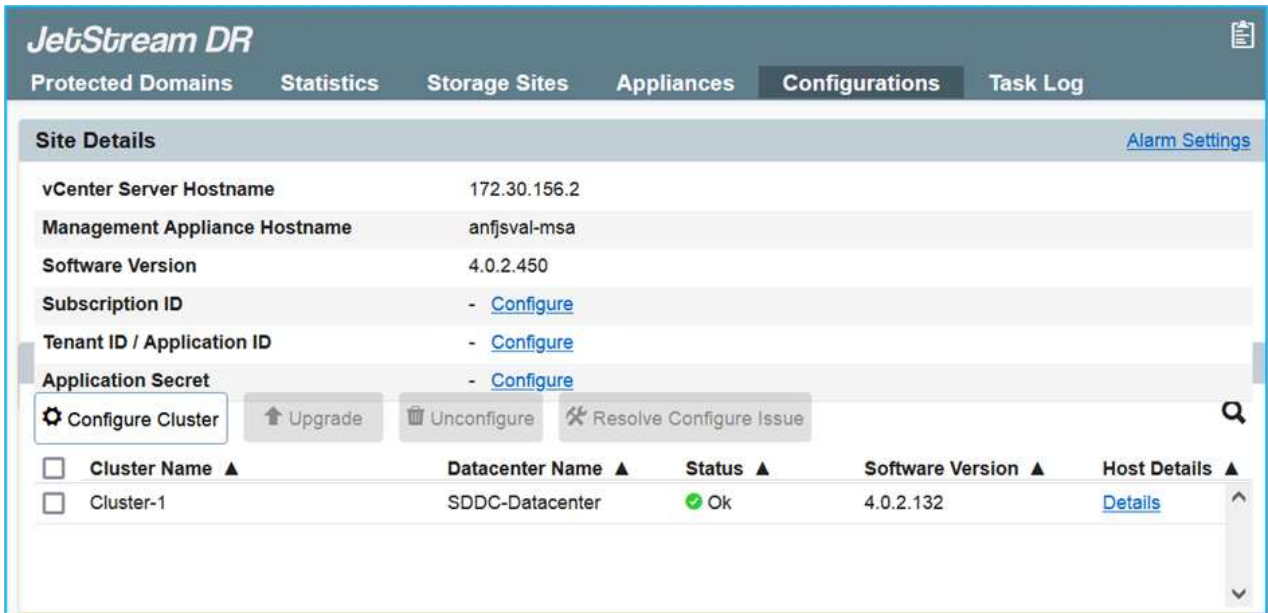 JetStream DR
Protected Domains Statistics Storage Sites Appliances Configurations Task Log
Site Details Alarm Settings
vCenter Server Hostname 172.30.156.2
Management Appliance Hostname anfjsval-msa
Software Version 4.0.2.450
Subscription ID - Configure
Tenant ID / Application ID - Configure
Application Secret - Configure
Configure Cluster Upgrade Unconfigure Resolve Configure Issue
Cluster Name ▲ Datacenter Name ▲ Status ▲ Software Version ▲ Host Details ▲
Cluster-1 SDDC-Datacenter Ok 4.0.2.132 Details